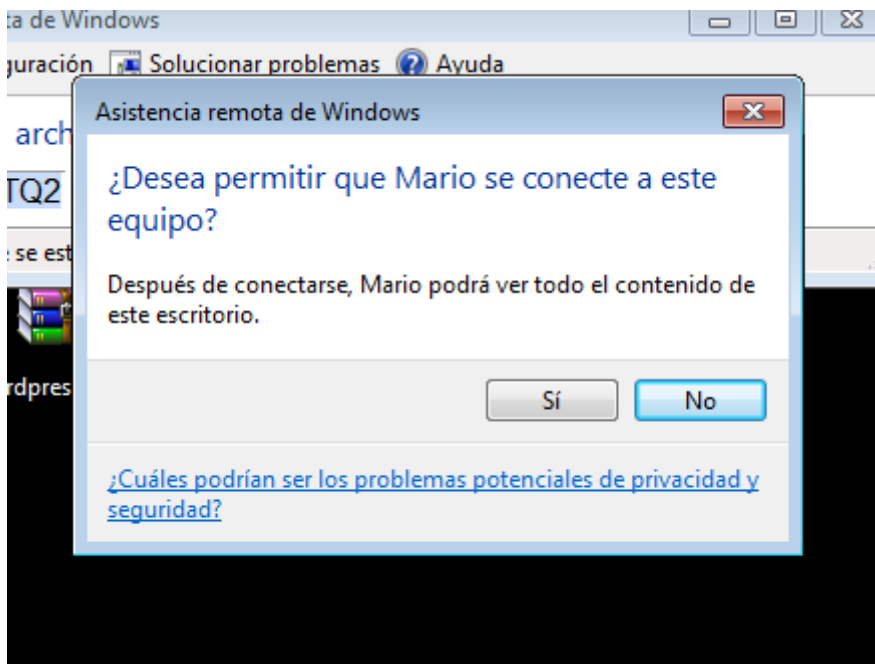 ta de Windows
guración Solucionar problemas Ayuda
Asistencia remota de Windows
arch
TQ2
¿Desea permitir que Mario se conecte a este
equipo?
se est
Después de conectarse, Mario podrá ver todo el contenido de
este escritorio.
rdpres
Sí No
¿Cuáles podrían ser los problemas potenciales de privacidad y
seguridad?